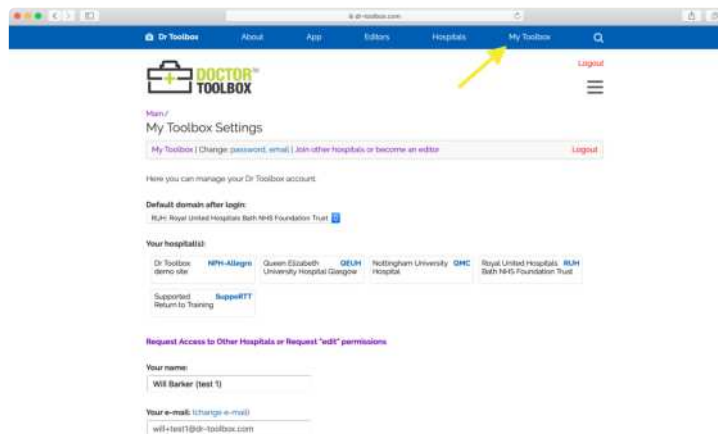 dr-toolbox.com
Dr Toolbox About App Editors Hospitals My Toolbox
Logout
DOCTOR™
TOOLBOX
Main /
My Toolbox Settings
My Toolbox | Change: password, email | Join other hospitals or become an editor Logout
Here you can manage your Dr Toolbox account.
Default domain after login:
RUH: Royal United Hospitals Bath NHS Foundation Trust
Your hospital(s):
Dr Toolbox NPH-Allegro Queen Elizabeth QEUH Nottingham University QMC Royal United Hospitals RUH
demo site University Hospital Glasgow Hospital Bath NHS Foundation Trust
Supported SuppoRTT
Return to Training
Request Access to Other Hospitals or Request "edit" permissions
Your name:
Will Barker (test 1)
Your e-mail: (change e-mail)
will+test1@dr-toolbox.com